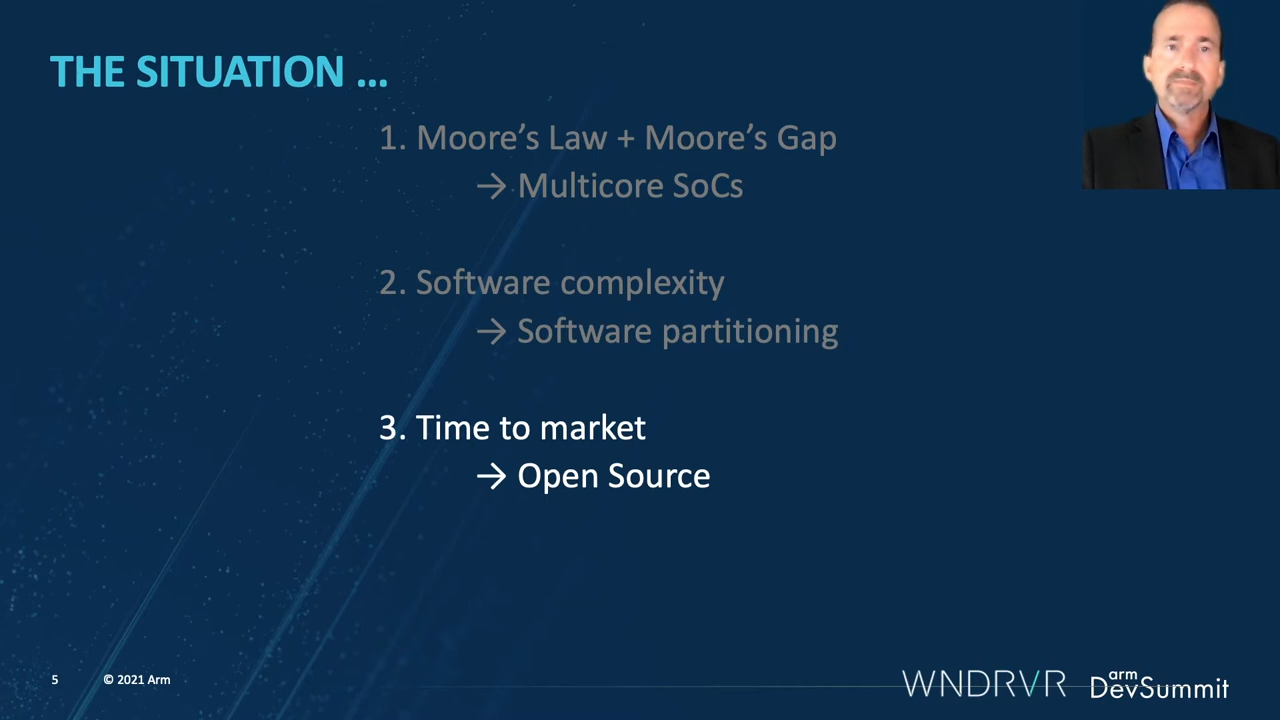 THE SITUATION ...
1. Moore's Law + Moore's Gap
→ Multicore SoCs
2. Software complexity
→ Software partitioning
3. Time to market
→ Open Source
5
© 2021 Arm
WNDRVR
arm
DevSummit